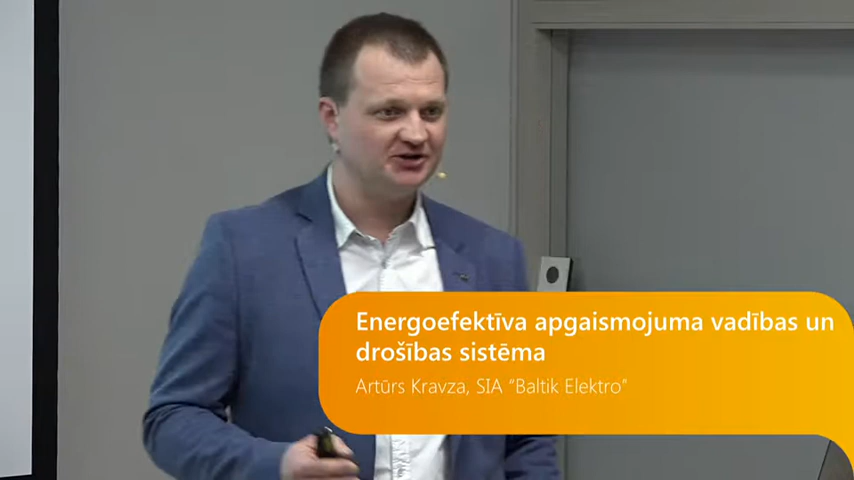 Energoefektīva apgaismojuma vadības un
drošības sistēma
Artūrs Kravza, SIA "Baltik Elektro"